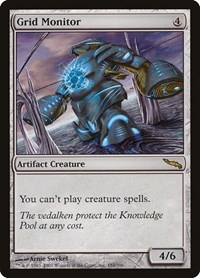 Grid Monitor 4
Artifact Creature
You can't play creature spells.
The vedalken protect the Knowledge
Pool at any cost.
Arnie Swekel
4/6